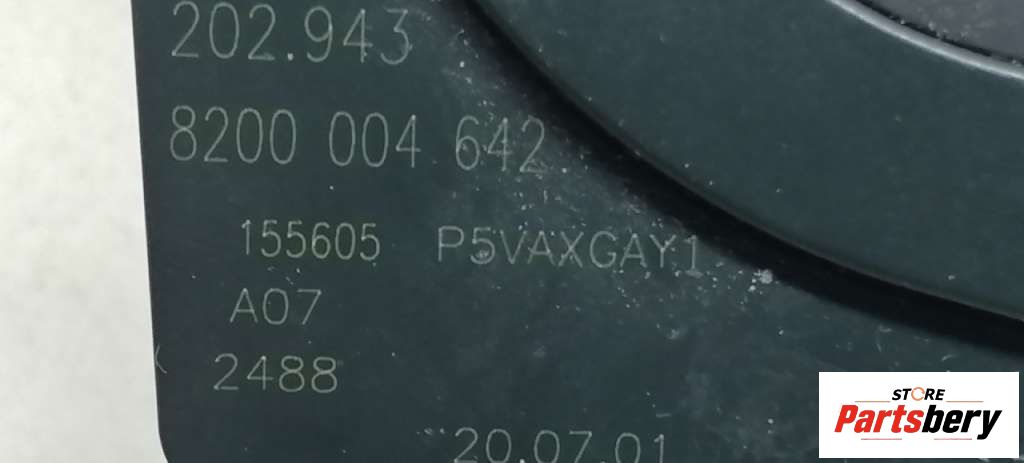 202.943
8200 004 642
155605 P5VAXGAY1
A07
2488
20.07.01
STORE
Partsbery